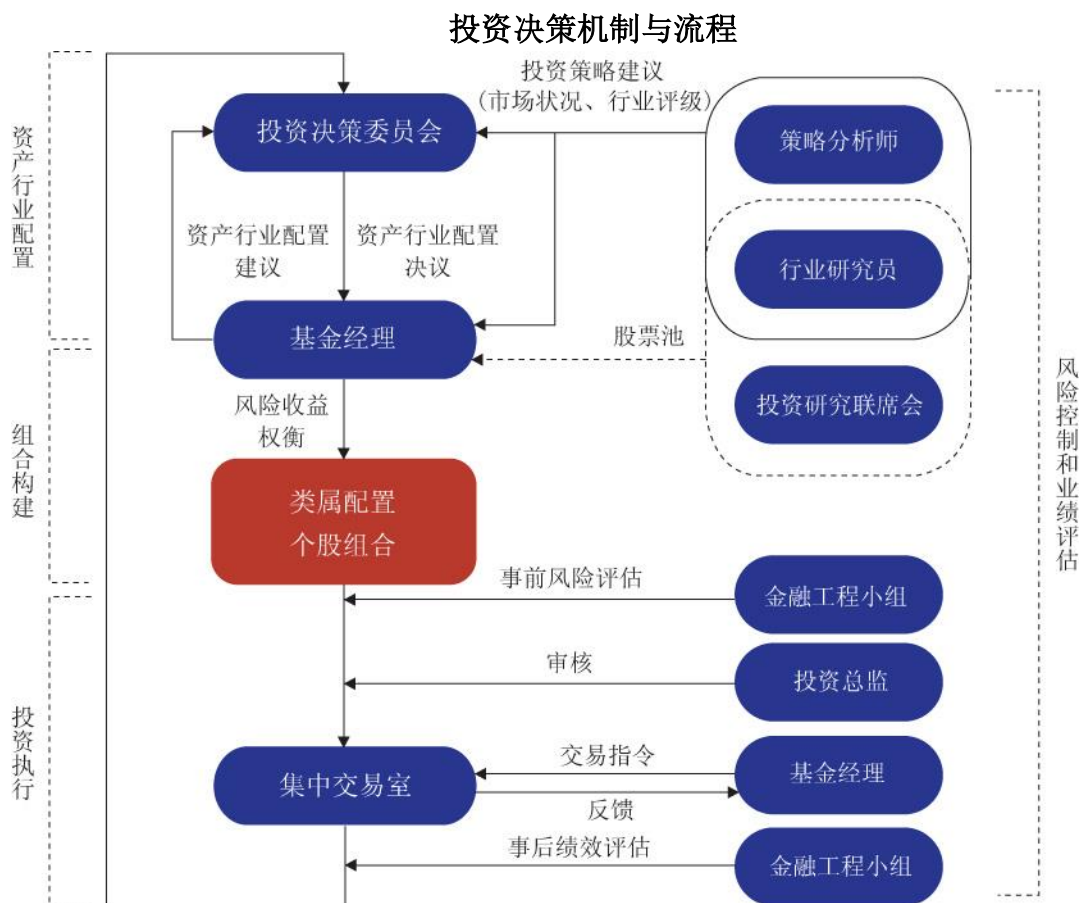 投资决策机制与流程
投资策略建议
(市场状况、行业评级)
投资决策委员会
策略分析师
资产行业配置
资产行业配置
建议
资产行业配置
决议
行业研究员
基金经理
股票池
投资研究联席会
风险收益
权衡
组合构建
类属配置
个股组合
风险控制和业绩评估
事前风险评估
金融工程小组
审核
投资总监
投资执行
集中交易室
交易指令
反馈
基金经理
事后绩效评估
金融工程小组